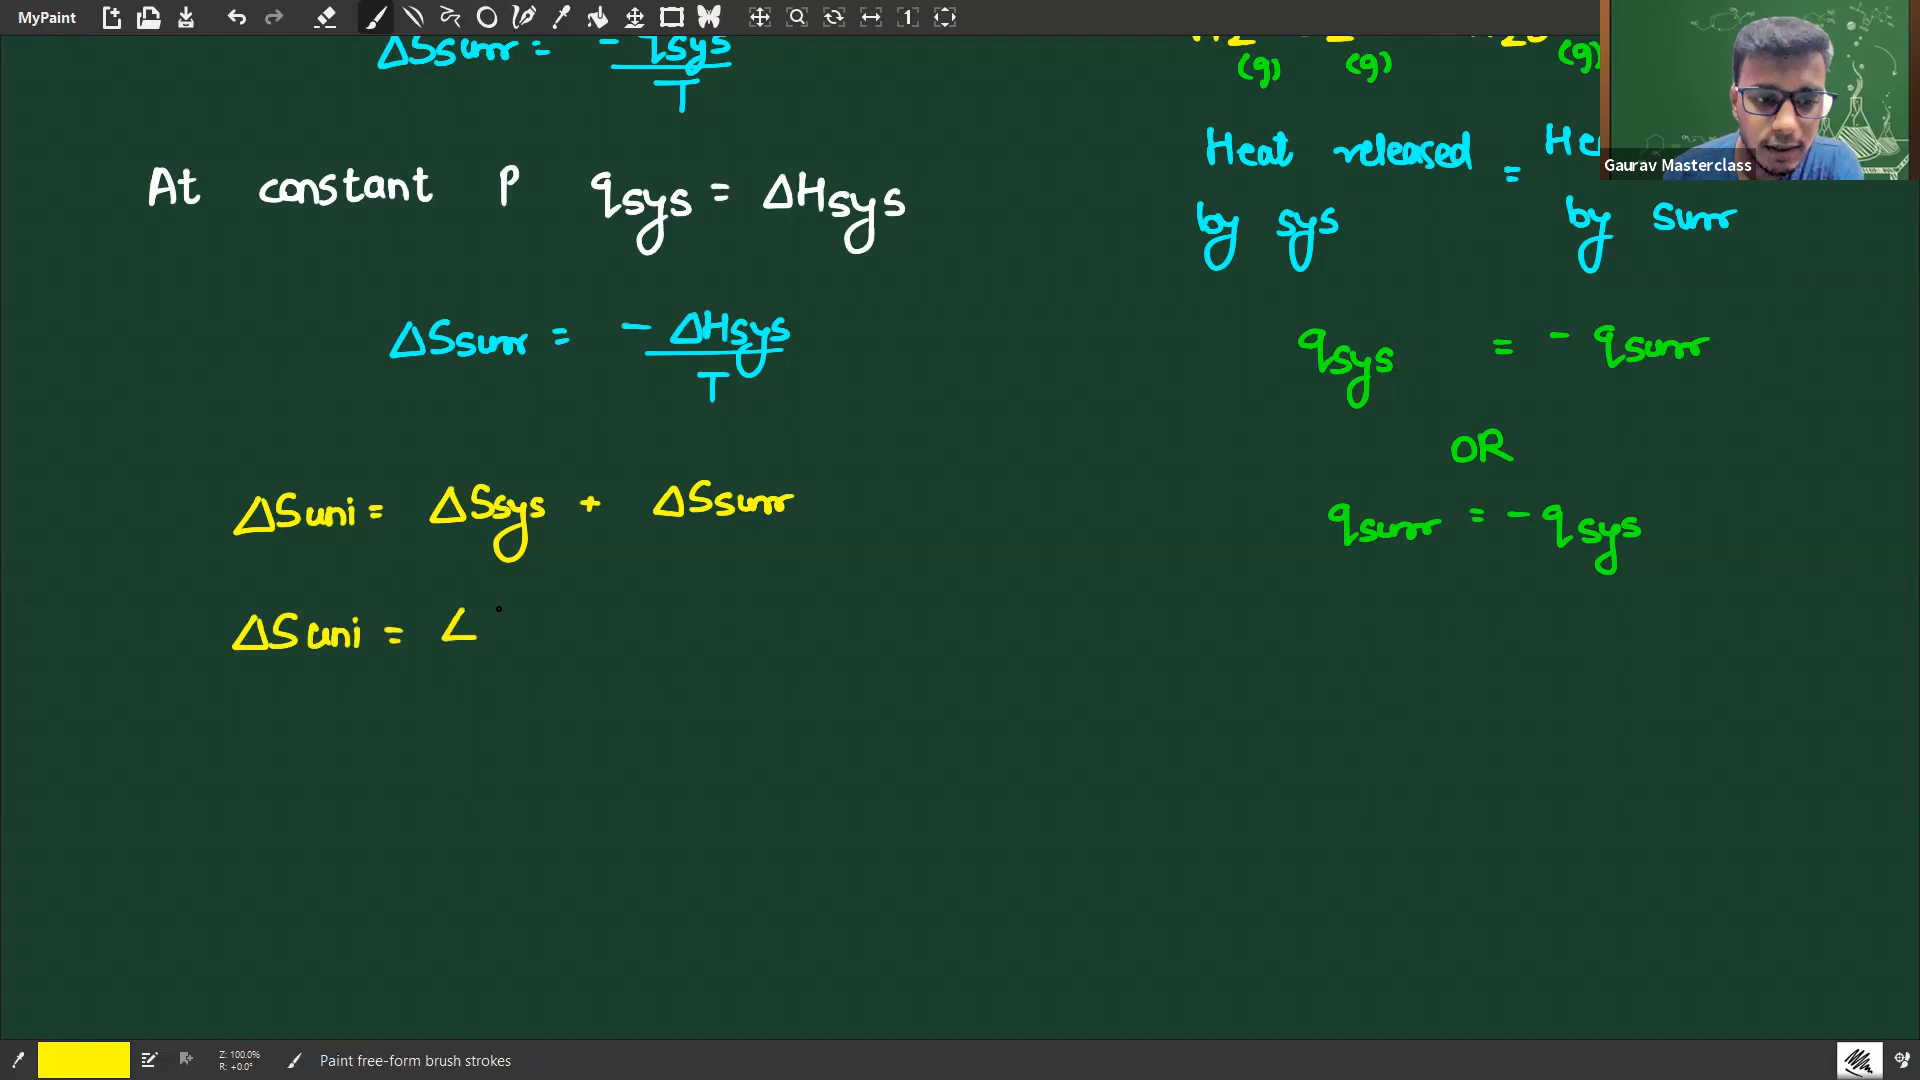 MyPaint
ΔSsurr = - qsys
T
At constant P qsys = ΔHsys
ΔSsurr = - ΔHsys
T
ΔSuni = ΔSsys + ΔSsurr
ΔSuni =
(g) (g) (g)
Heat released =
by sys by surr
qsys = - qsurr
OR
qsurr = - qsys
Gaurav Masterclass
Z: 100.0%
R: +0.0°
Paint free-form brush strokes